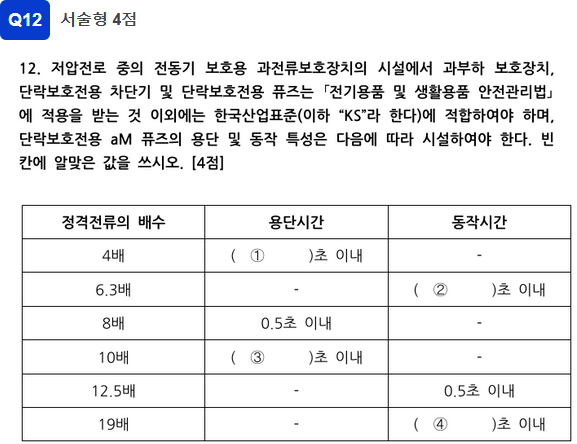 Q12 서술형 4점
12. 저압전로 중의 전동기 보호용 과전류보호장치의 시설에서 과부하 보호장치,
단락보호전용 차단기 및 단락보호전용 퓨즈는 「전기용품 및 생활용품 안전관리법」
에 적용을 받는 것 이외에는 한국산업표준(이하 “KS”라 한다)에 적합하여야 하며,
단락보호전용 aM 퓨즈의 용단 및 동작 특성은 다음에 따라 시설하여야 한다. 빈
칸에 알맞은 값을 쓰시오. [4점]
정격전류의 배수 용단시간 동작시간
4배 ( ① )초 이내 -
6.3배 - ( ② )초 이내
8배 0.5초 이내 -
10배 ( ③ )초 이내 -
12.5배 - 0.5초 이내
19배 - ( ④ )초 이내